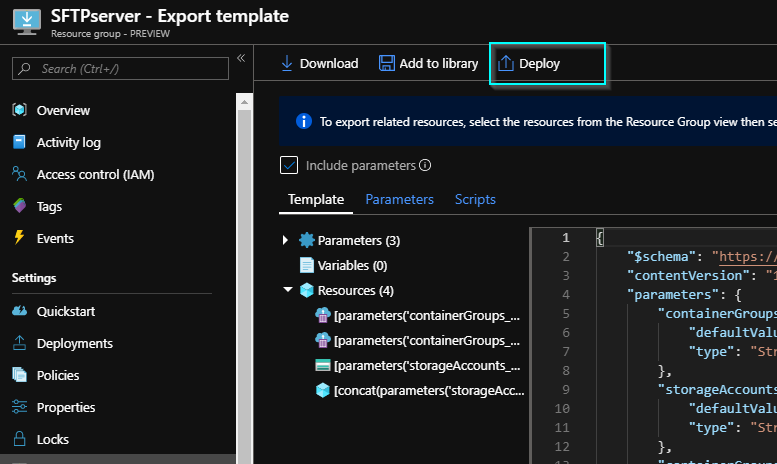 SFTPserver - Export template
Resource group - PREVIEW
Search (Ctrl+/)
«
Overview
Activity log
Access control (IAM)
Tags
Events
Settings
Quickstart
Deployments
Policies
Properties
Locks
Download
Add to library
Deploy
To export related resources, select the resources from the Resource Group view then se
Include parameters
Template
Parameters
Scripts
Parameters (3)
Variables (0)
Resources (4)
[parameters('containerGroups_...
[parameters('containerGroups_...
[parameters('storageAccounts_...
[concat(parameters('storageAcc...
1 {
2 "$schema": "https:/
3 "contentVersion": "1
4 "parameters": {
5 "containerGroups
6 "defaultValu
7 "type": "Str
8 },
9 "storageAccounts
10 "defaultValu
11 "type": "Str
12 },
13 "containerGroups